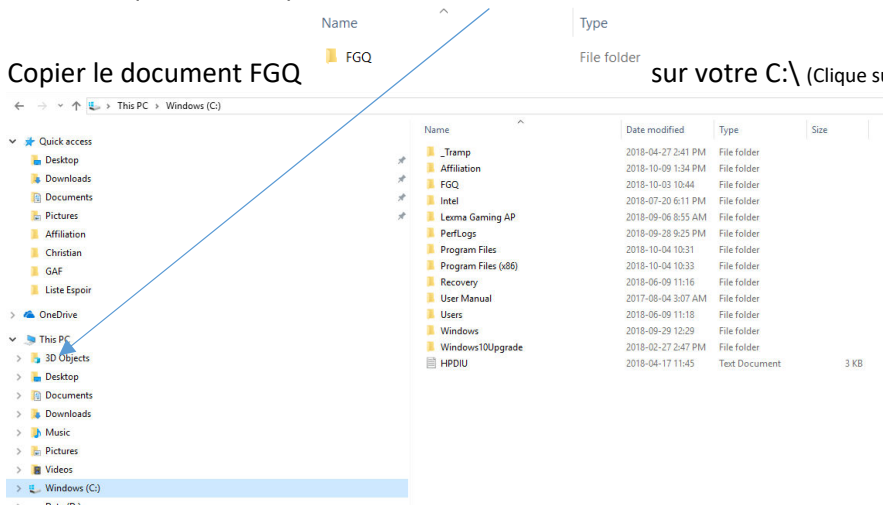 Name Type
FGQ File folder
Copier le document FGQ sur votre C:\ (Clique su
This PC > Windows (C:)
Name Date modified Type Size
Quick access
Desktop
Downloads
Documents
Pictures
Affiliation
Christian
GAF
Liste Espoir
OneDrive
This PC
3D Objects
Desktop
Documents
Downloads
Music
Pictures
Videos
Windows (C:)
_Tramp 2018-04-27 2:41 PM File folder
Affiliation 2018-10-09 1:34 PM File folder
FGQ 2018-10-03 10:44 File folder
Intel 2018-07-20 6:11 PM File folder
Lexma Gaming AP 2018-09-06 8:55 AM File folder
PerfLogs 2018-09-28 9:25 PM File folder
Program Files 2018-10-04 10:31 File folder
Program Files (x86) 2018-10-04 10:33 File folder
Recovery 2018-06-09 11:16 File folder
User Manual 2017-08-04 3:07 AM File folder
Users 2018-06-09 11:18 File folder
Windows 2018-09-29 12:29 File folder
Windows10Upgrade 2018-02-27 2:47 PM File folder
HPDIU 2018-04-17 11:45 Text Document 3 KB